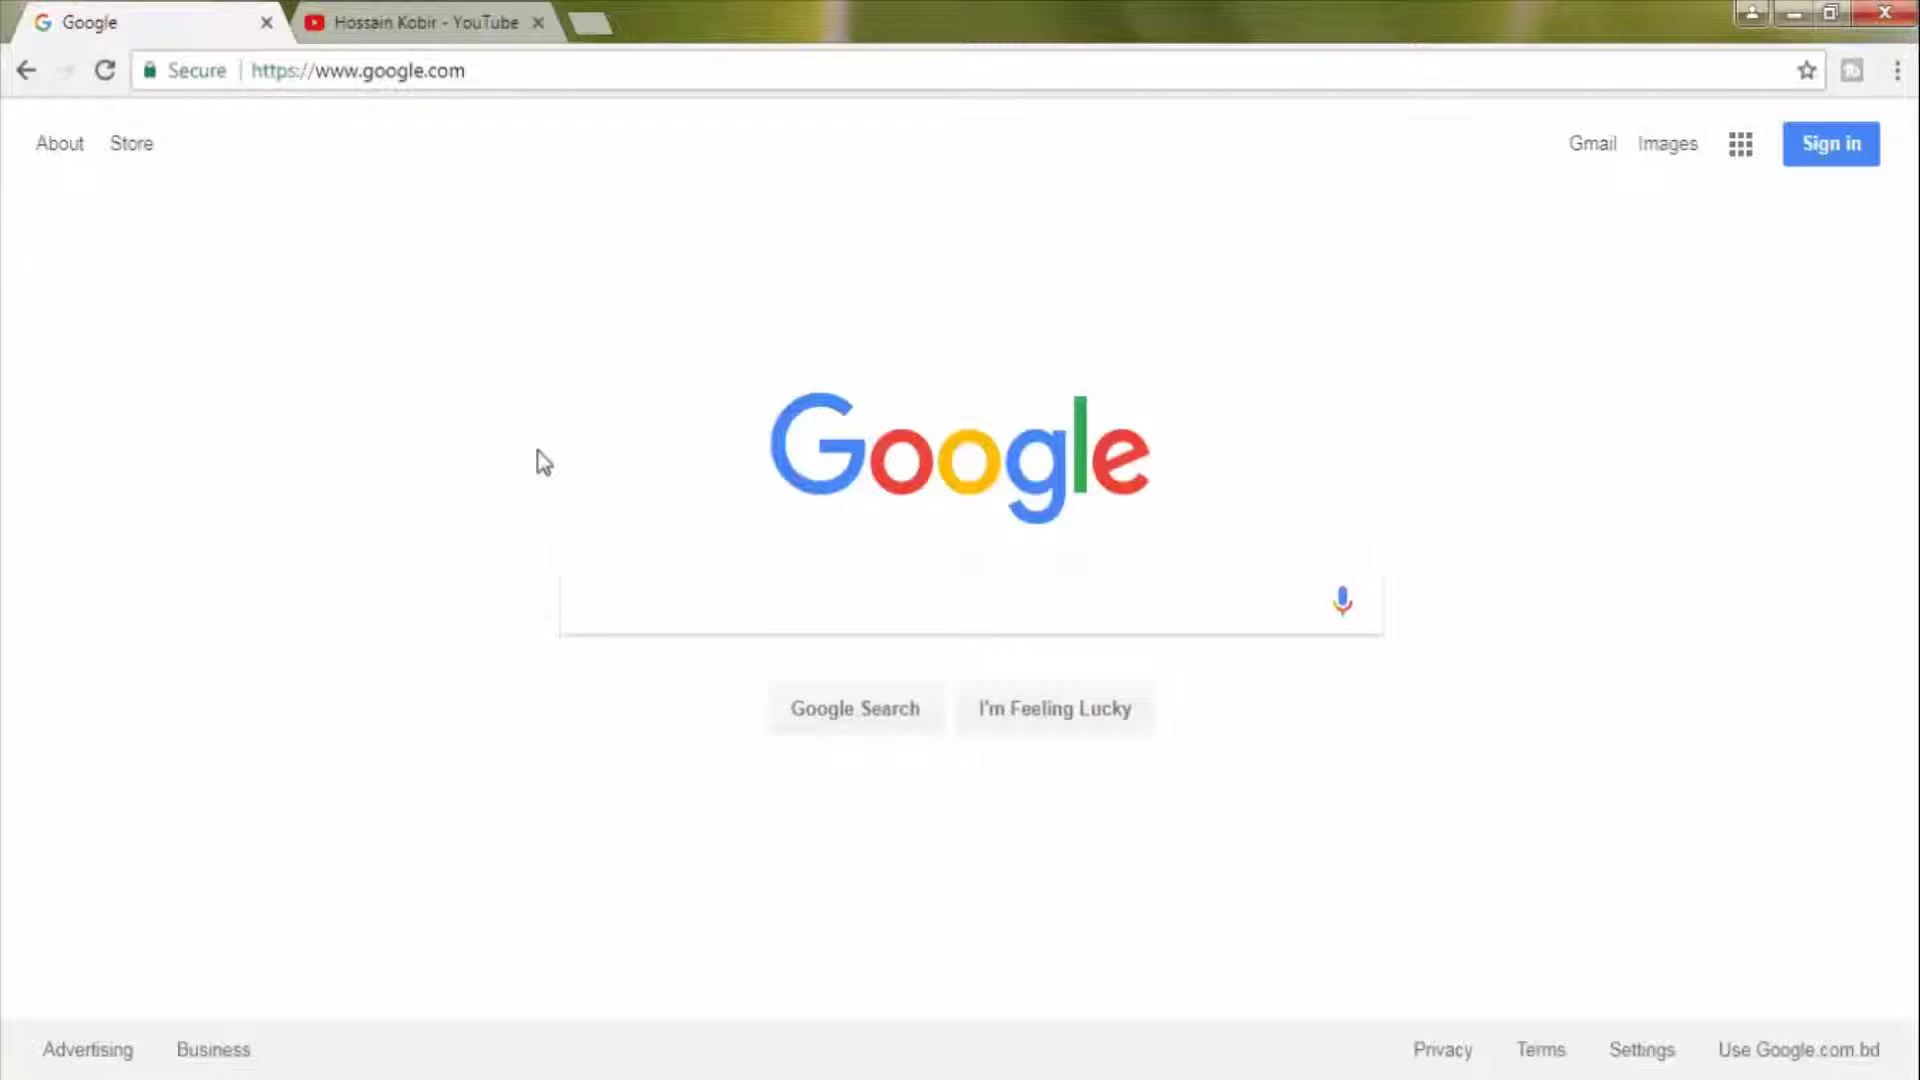 Google
Hossain Kobir - YouTube
Secure https://www.google.com
About Store
Gmail Images Sign in
Google
Google Search I'm Feeling Lucky
Advertising Business
Privacy Terms Settings Use Google.com.bd